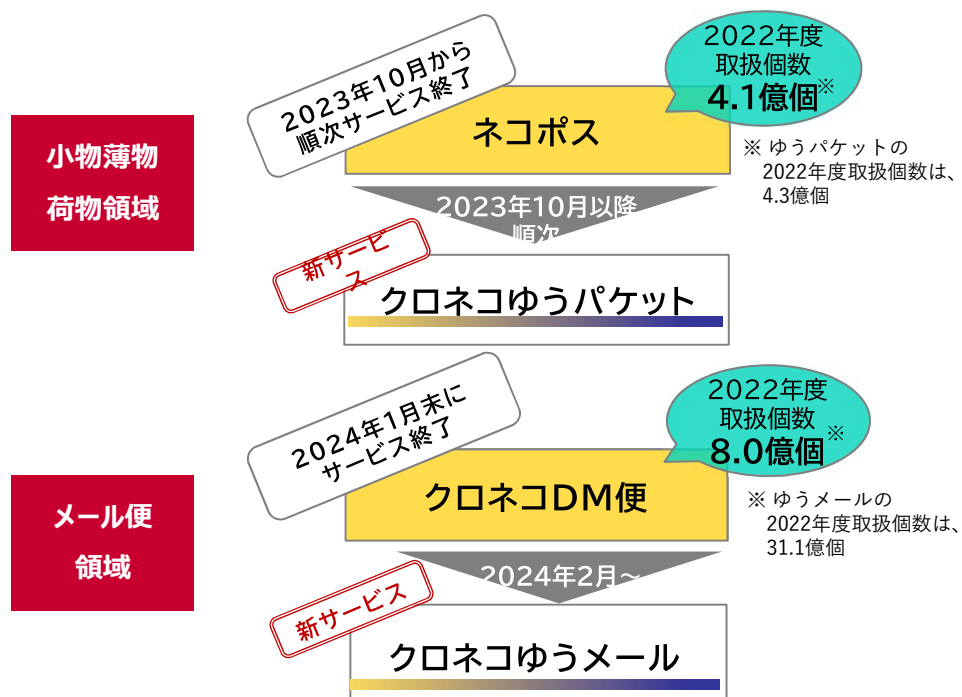 小物薄物
荷物領域
2023年10月から
順次サービス終了
ネコポス
2022年度
取扱個数
4.1億個※
※ ゆうパケットの
2022年度取扱個数は、
4.3億個
2023年10月以降
順次
新サービ
ス
クロネコゆうパケット
メール便
領域
2024年1月末に
サービス終了
クロネコDM便
2022年度
取扱個数
8.0億個※
※ ゆうメールの
2022年度取扱個数は、
31.1億個
2024年2月～
新サービス
クロネコゆうメール